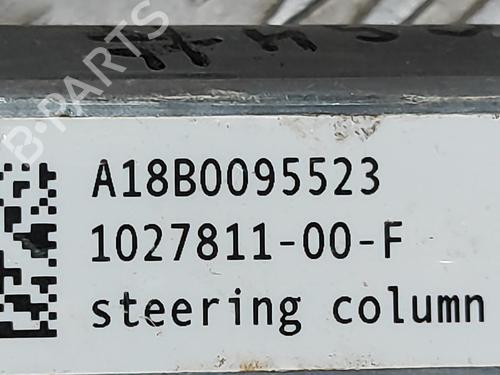 A18B0095523
1027811-00-F
steering column
B-PARTS